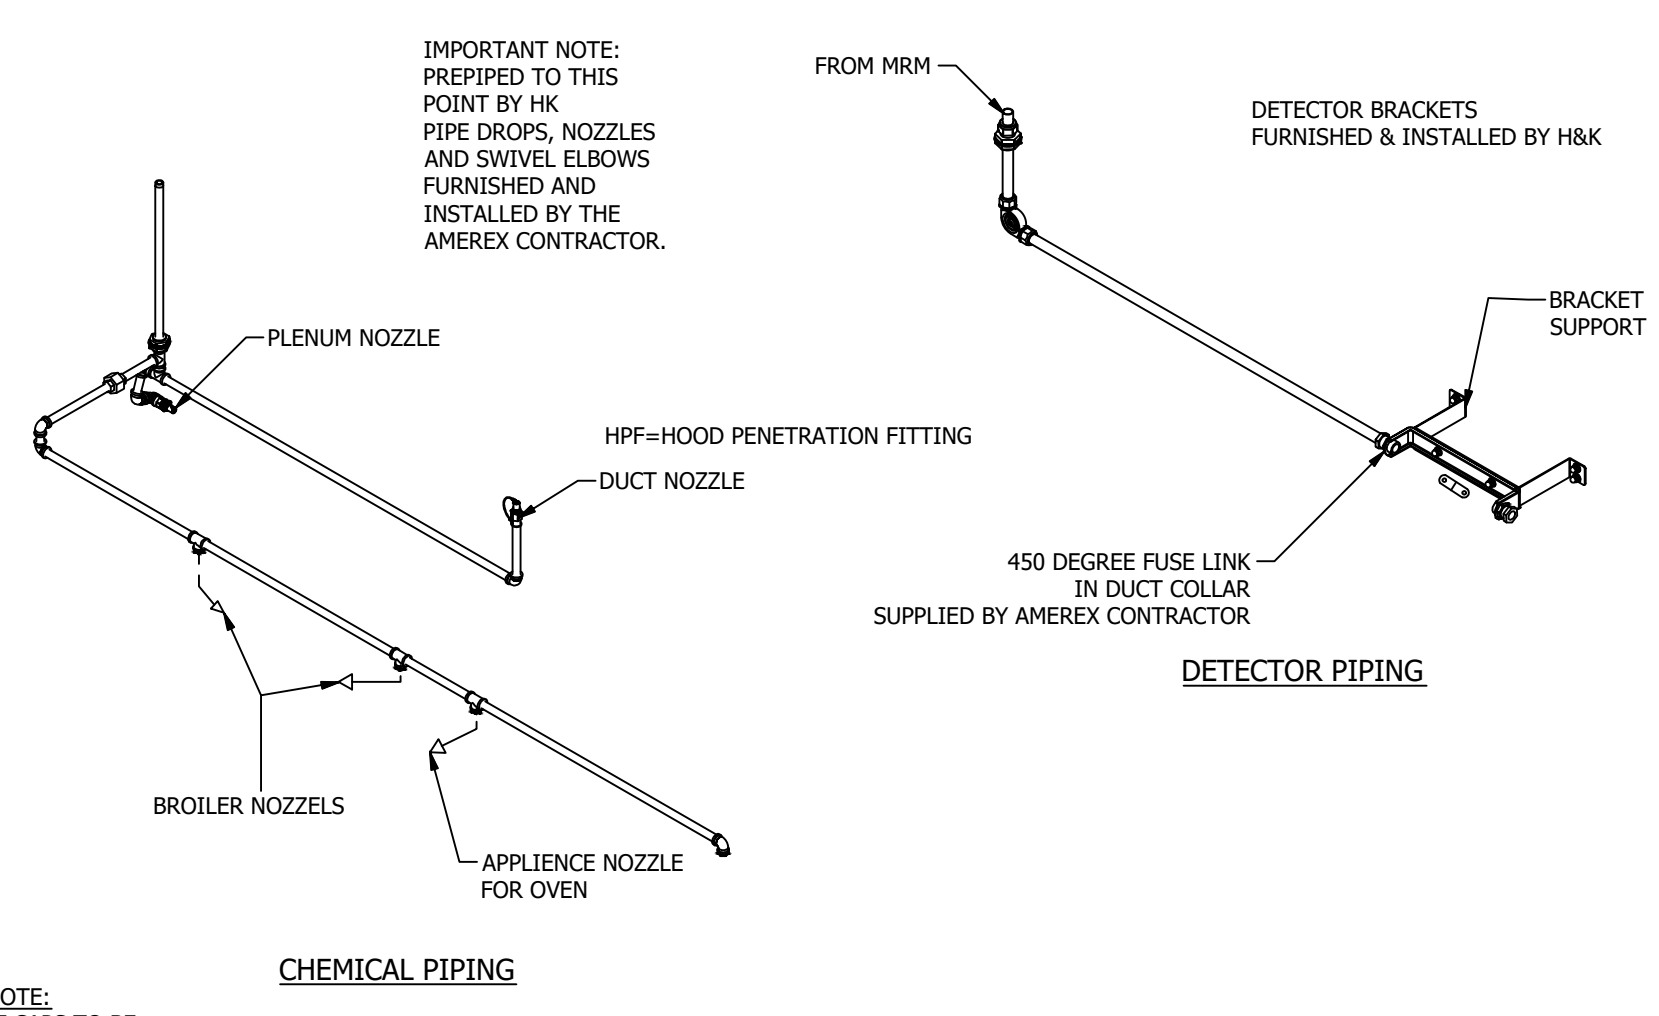 IMPORTANT NOTE:
PREPIPED TO THIS
POINT BY HK
PIPE DROPS, NOZZLES
AND SWIVEL ELBOWS
FURNISHED AND
INSTALLED BY THE
AMEREX CONTRACTOR.
PLENUM NOZZLE
HPF=HOOD PENETRATION FITTING
DUCT NOZZLE
BROILER NOZZELS
APPLIENCE NOZZLE
FOR OVEN
CHEMICAL PIPING
FROM MRM
DETECTOR BRACKETS
FURNISHED & INSTALLED BY H&K
BRACKET
SUPPORT
450 DEGREE FUSE LINK
IN DUCT COLLAR
SUPPLIED BY AMEREX CONTRACTOR
DETECTOR PIPING
OTE: